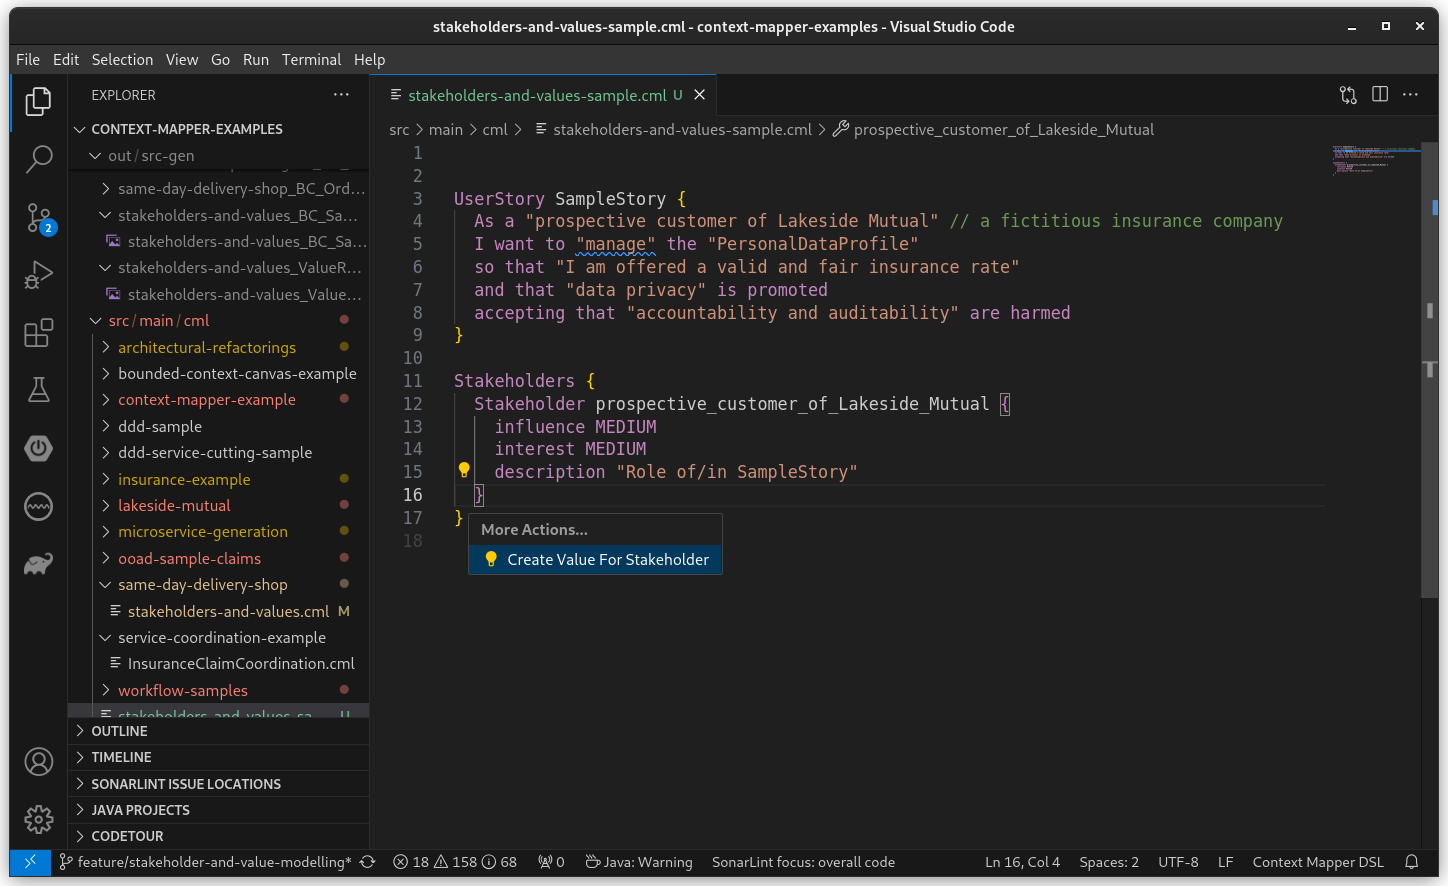 stakeholders-and-values-sample.cml - context-mapper-examples - Visual Studio Code
File Edit Selection View Go Run Terminal Help
EXPLORER
CONTEXT-MAPPER-EXAMPLES
out / src-gen
same-day-delivery-shop_BC_Ord...
stakeholders-and-values_BC_Sa...
stakeholders-and-values_BC_Sa...
stakeholders-and-values_ValueR...
stakeholders-and-values_Value...
src / main / cml
architectural-refactorings
bounded-context-canvas-example
context-mapper-example
ddd-sample
ddd-service-cutting-sample
insurance-example
lakeside-mutual
microservice-generation
ooad-sample-claims
same-day-delivery-shop
stakeholders-and-values.cml M
service-coordination-example
InsuranceClaimCoordination.cml
workflow-samples
stakeholders-and-values-sa... U
OUTLINE
TIMELINE
SONARLINT ISSUE LOCATIONS
JAVA PROJECTS
CODETOUR
2
stakeholders-and-values-sample.cml U
src > main > cml > stakeholders-and-values-sample.cml > prospective_customer_of_Lakeside_Mutual
1
2
3 UserStory SampleStory {
4 As a "prospective customer of Lakeside Mutual" // a fictitious insurance company
5 I want to "manage" the "PersonalDataProfile"
6 so that "I am offered a valid and fair insurance rate"
7 and that "data privacy" is promoted
8 accepting that "accountability and auditability" are harmed
9 }
10
11 Stakeholders {
12 Stakeholder prospective_customer_of_Lakeside_Mutual {
13 influence MEDIUM
14 interest MEDIUM
15 description "Role of/in SampleStory"
16 }
17 }
18
More Actions...
Create Value For Stakeholder
feature/stakeholder-and-value-modelling* 18 158 68 0 Java: Warning SonarLint focus: overall code Ln 16, Col 4 Spaces: 2 UTF-8 LF Context Mapper DSL